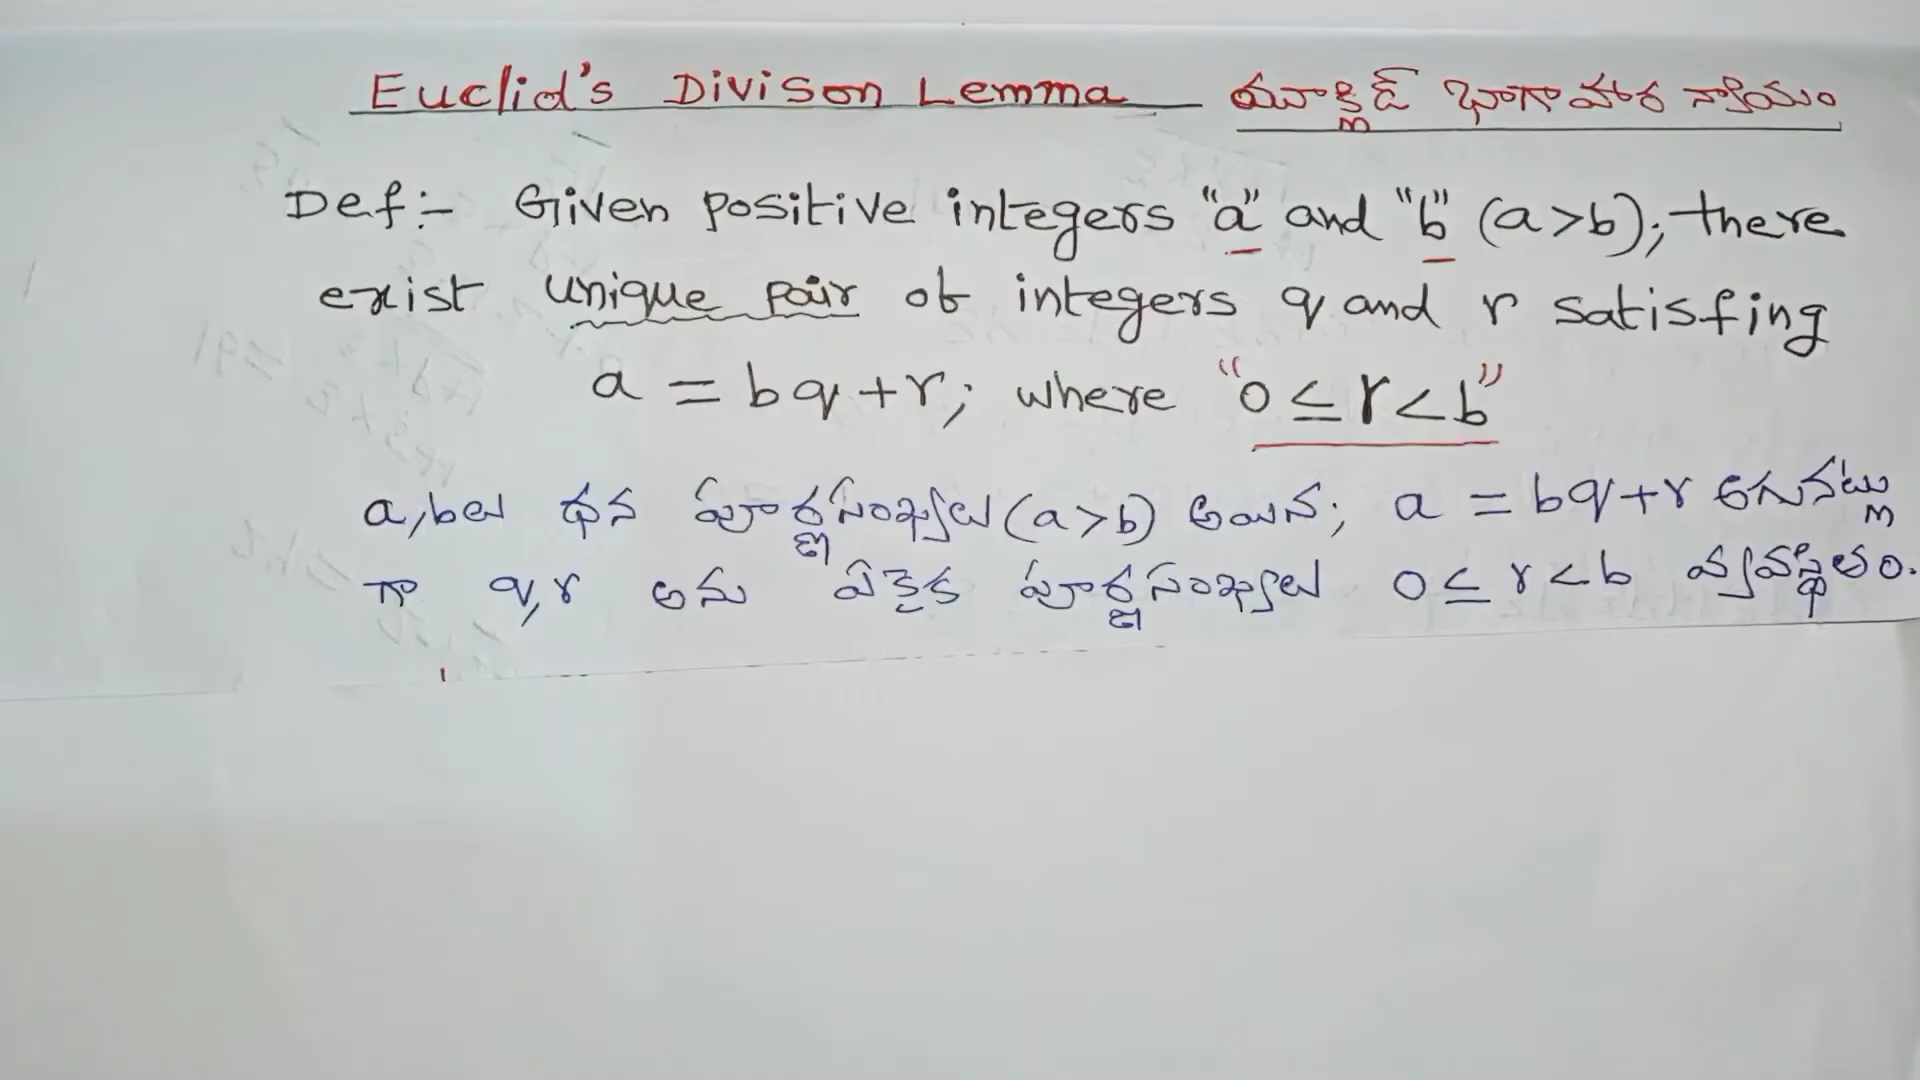 Euclid's Divison Lemma యూక్లిడ్ భాగాహార న్యాయం
Def:- Given positive integers "a" and "b" (a>b); there
exist unique pair of integers q and r satisfing
a = bq+r; where "0≤r<b"
a,bలు ధన పూర్ణసంఖ్యలు (a>b) అయిన; a = bq+r అగునట్లు
గా q,r అను ఏకైక పూర్ణసంఖ్యలు 0≤r<b వ్యవస్థితం.